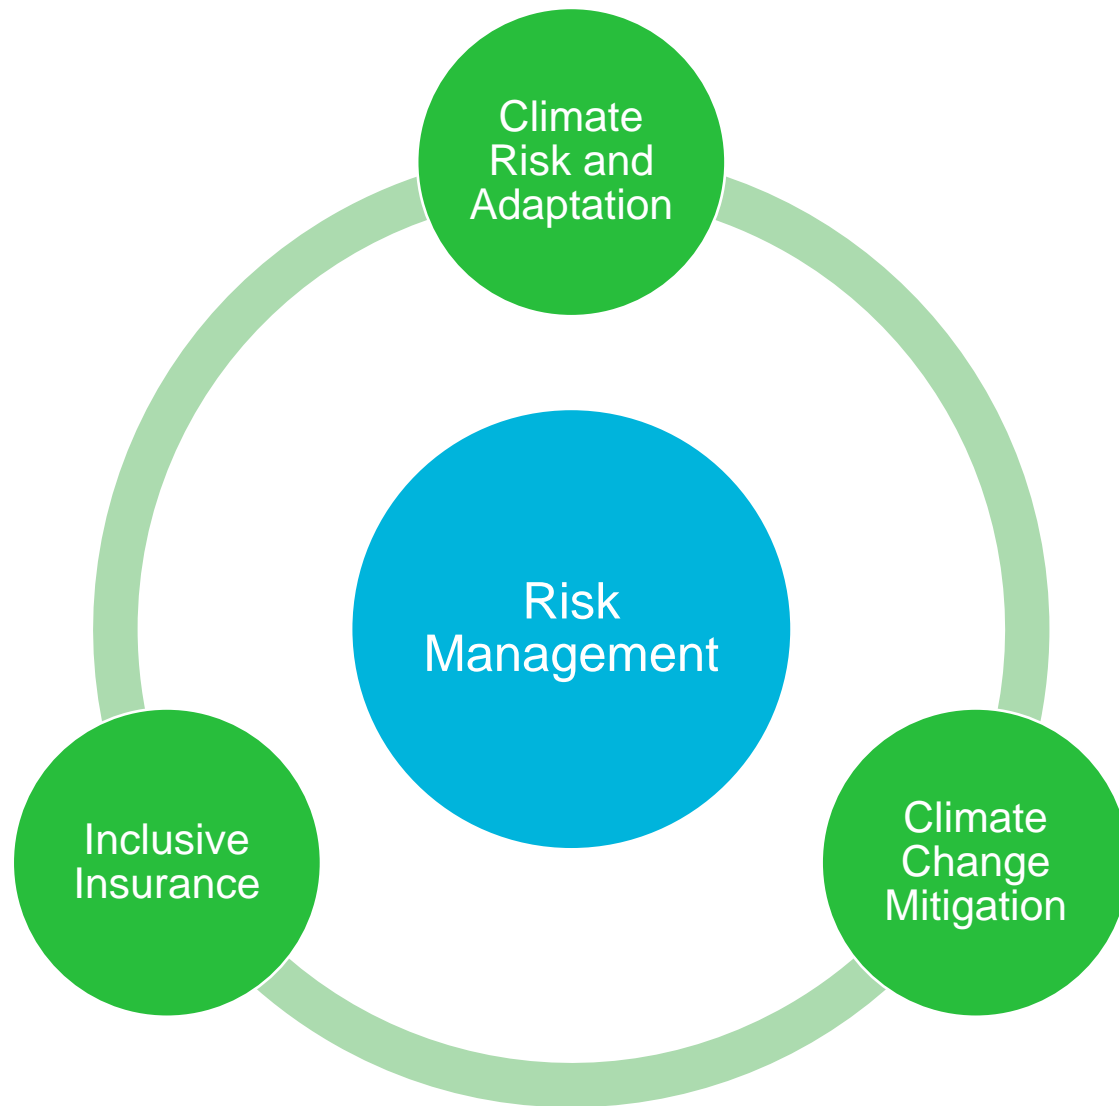 Climate
Risk and
Adaptation
Risk
Management
Inclusive
Insurance
Climate
Change
Mitigation